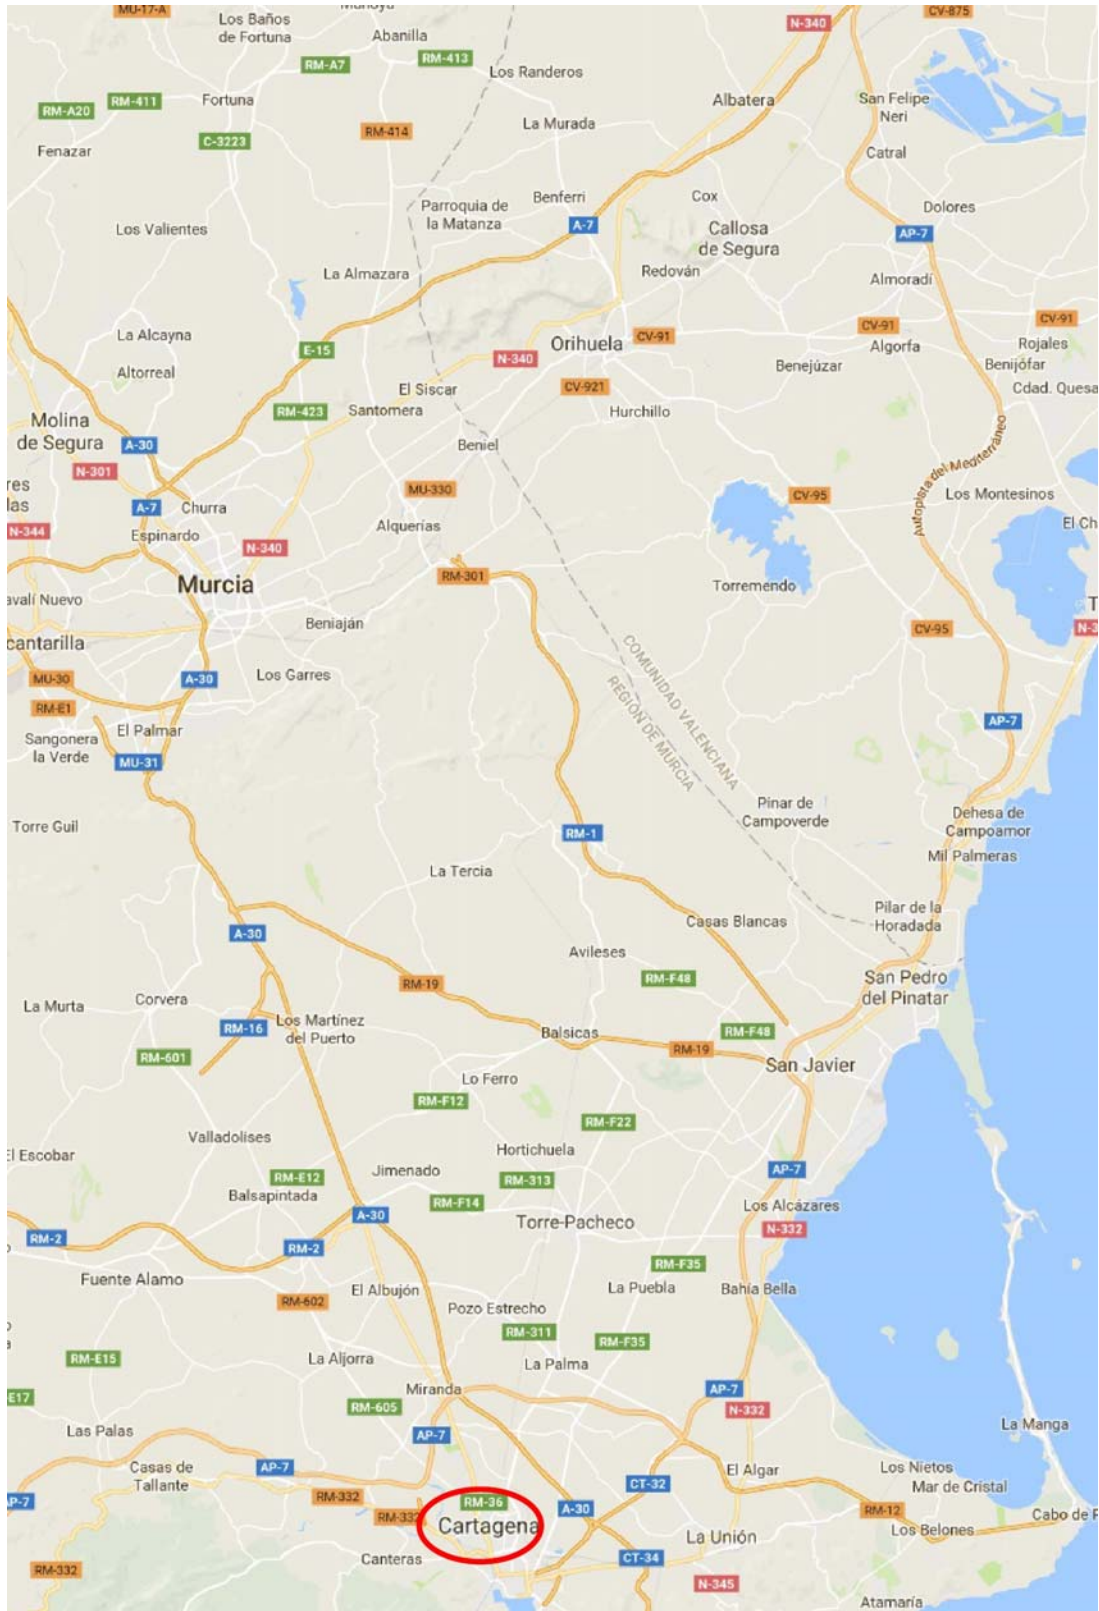 MU-17-A
Los Baños
de Fortuna
Abanilla
N-340
CV-875
RM-A7
RM-413
Los Randeros
RM-A20
RM-411
Fortuna
Albatera
San Felipe
Neri
C-3223
RM-414
La Murada
Fenazar
Catral
Benferri
Cox
Parroquia de
la Matanza
Dolores
Los Valientes
A-7
Callosa
de Segura
AP-7
La Almazara
Redován
Almoradí
La Alcayna
CV-91
CV-91
CV-91
Orihuela
Algorfa
Rojales
E-15
N-340
Benejúzar
Benijófar
Altorreal
El Siscar
CV-921
Cdad. Quesa
RM-423
Santomera
Hurchillo
Molina
de Segura
A-30
Beniel
Autopista del Mediterráneo
N-301
res
las
MU-330
CV-95
Los Montesinos
A-7
Churra
Alquerías
El Ch
N-344
Espinardo
N-340
RM-301
Murcia
Torremendo
avalí Nuevo
T
Beniaján
CV-95
N-3
cantarilla
COMUNIDAD VALENCIANA
REGIÓN DE MURCIA
MU-30
A-30
Los Garres
RM-E1
El Palmar
AP-7
Sangonera
la Verde
MU-31
Pinar de
Campoverde
Dehesa de
Campoamor
Torre Guil
RM-1
Mil Palmeras
La Tercia
Pilar de la
Horadada
Casas Blancas
A-30
Avileses
RM-F48
San Pedro
del Pinatar
RM-19
La Murta
Corvera
RM-16
Los Martínez
del Puerto
Balsicas
RM-F48
RM-601
RM-19
San Javier
Lo Ferro
RM-F12
RM-F22
Valladolises
El Escobar
Hortichuela
RM-E12
Jimenado
RM-313
AP-7
Balsapintada
RM-F14
Los Alcázares
A-30
Torre-Pacheco
N-332
RM-2
RM-2
RM-F35
Fuente Alamo
El Albujón
La Puebla
Bahía Bella
RM-602
Pozo Estrecho
RM-311
RM-F35
RM-E15
La Aljorra
La Palma
E17
Miranda
AP-7
RM-605
N-332
Las Palas
AP-7
La Manga
Casas de
Tallante
AP-7
El Algar
Los Nietos
CT-32
Mar de Cristal
AP-7
RM-332
RM-36
A-30
RM-12
RM-332
Cartagena
La Unión
Los Belones
Cabo de P
Canteras
CT-34
RM-332
N-345
Atamaría